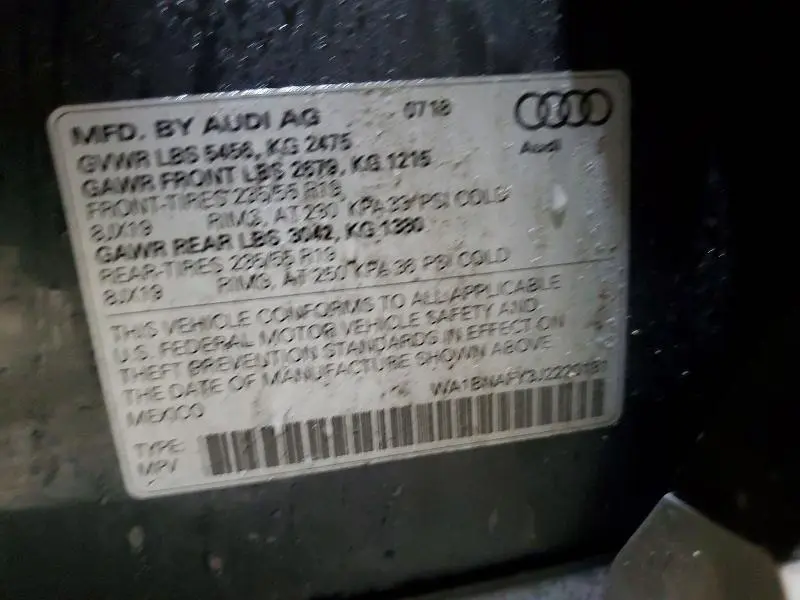 MFD. BY AUDI AG 0718
Audi
GVWR LBS 5456, KG 2475
GAWR FRONT LBS 2679, KG 1215
FRONT-TIRES 235/55 R19
8JX19 RIMS, AT 230 KPA 33 PSI COLD
GAWR REAR LBS 3042, KG 1380
REAR-TIRES 235/55 R19
8JX19 RIMS, AT 250 KPA 36 PSI COLD
THIS VEHICLE CONFORMS TO ALL APPLICABLE
U.S. FEDERAL MOTOR VEHICLE SAFETY AND
THEFT PREVENTION STANDARDS IN EFFECT ON
THE DATE OF MANUFACTURE SHOWN ABOVE
MEXICO
TYPE:
MPV